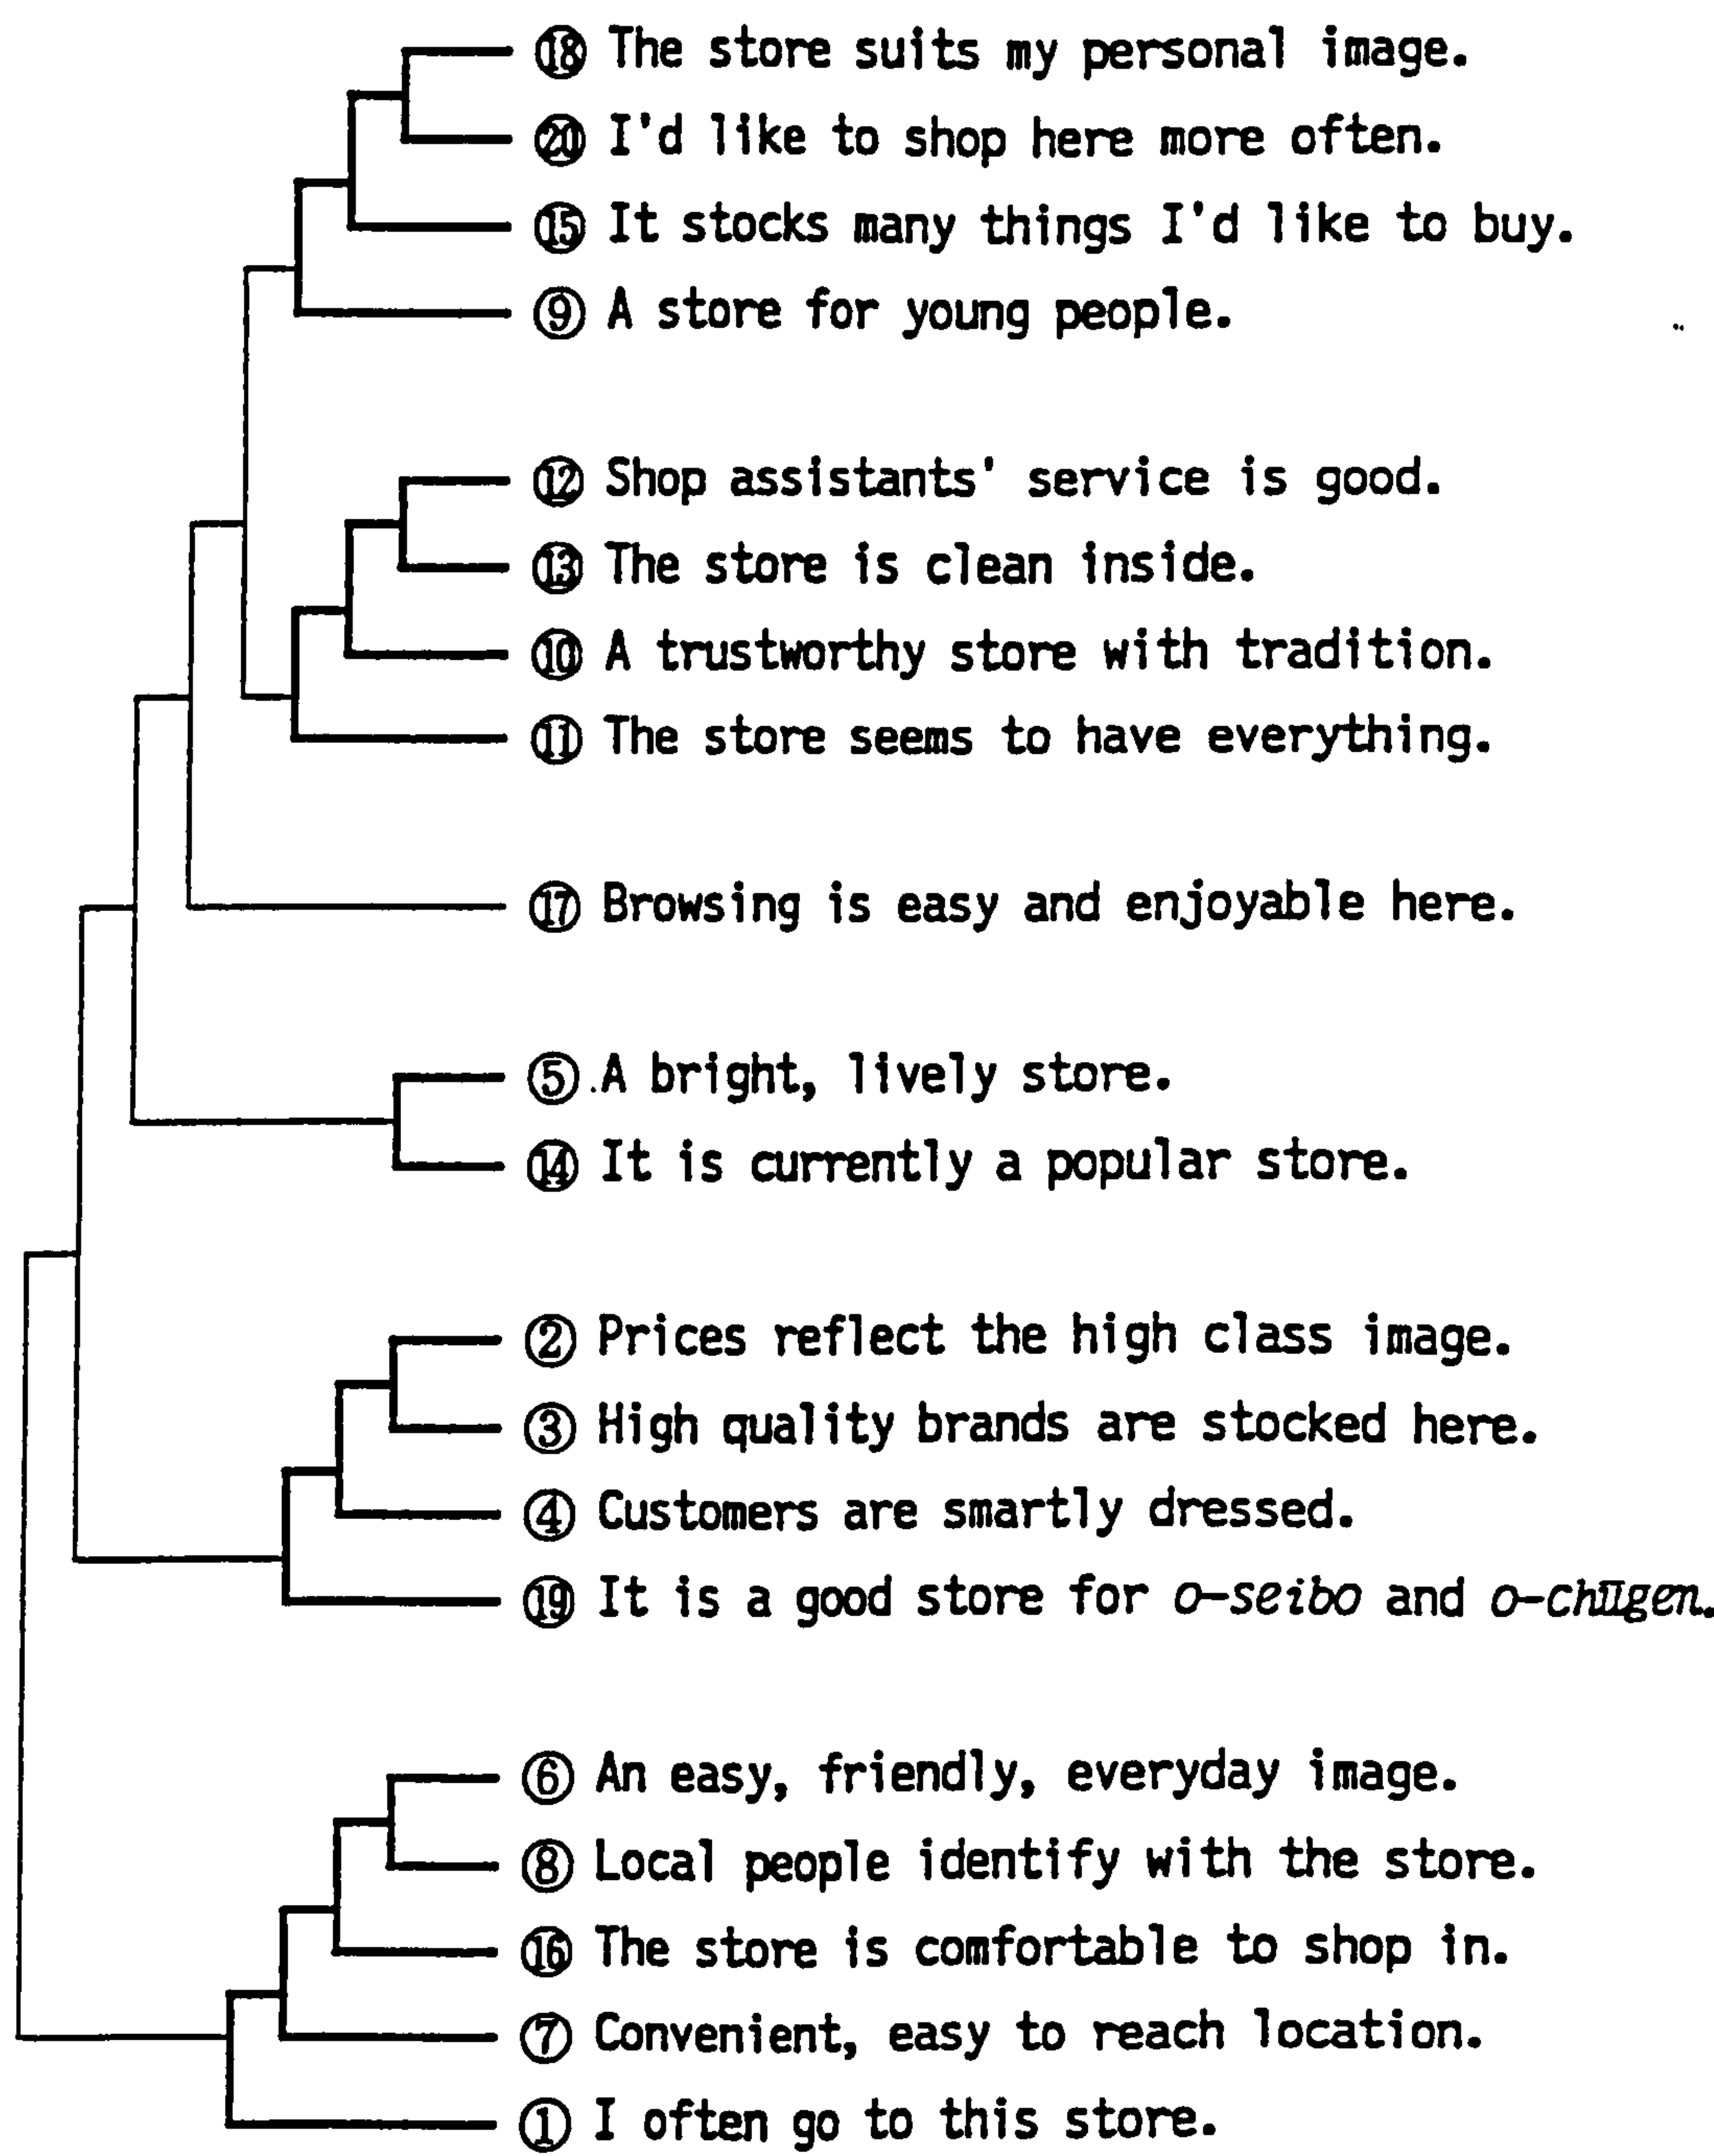 ⑱ The store suits my personal image.
⑳ I'd like to shop here more often.
⑮ It stocks many things I'd like to buy.
⑨ A store for young people.
⑫ Shop assistants' service is good.
⑬ The store is clean inside.
⑩ A trustworthy store with tradition.
⑪ The store seems to have everything.
⑰ Browsing is easy and enjoyable here.
⑤ A bright, lively store.
⑭ It is currently a popular store.
② Prices reflect the high class image.
③ High quality brands are stocked here.
④ Customers are smartly dressed.
⑲ It is a good store for o-seibo and o-chūgen.
⑥ An easy, friendly, everyday image.
⑧ Local people identify with the store.
⑯ The store is comfortable to shop in.
⑦ Convenient, easy to reach location.
① I often go to this store.